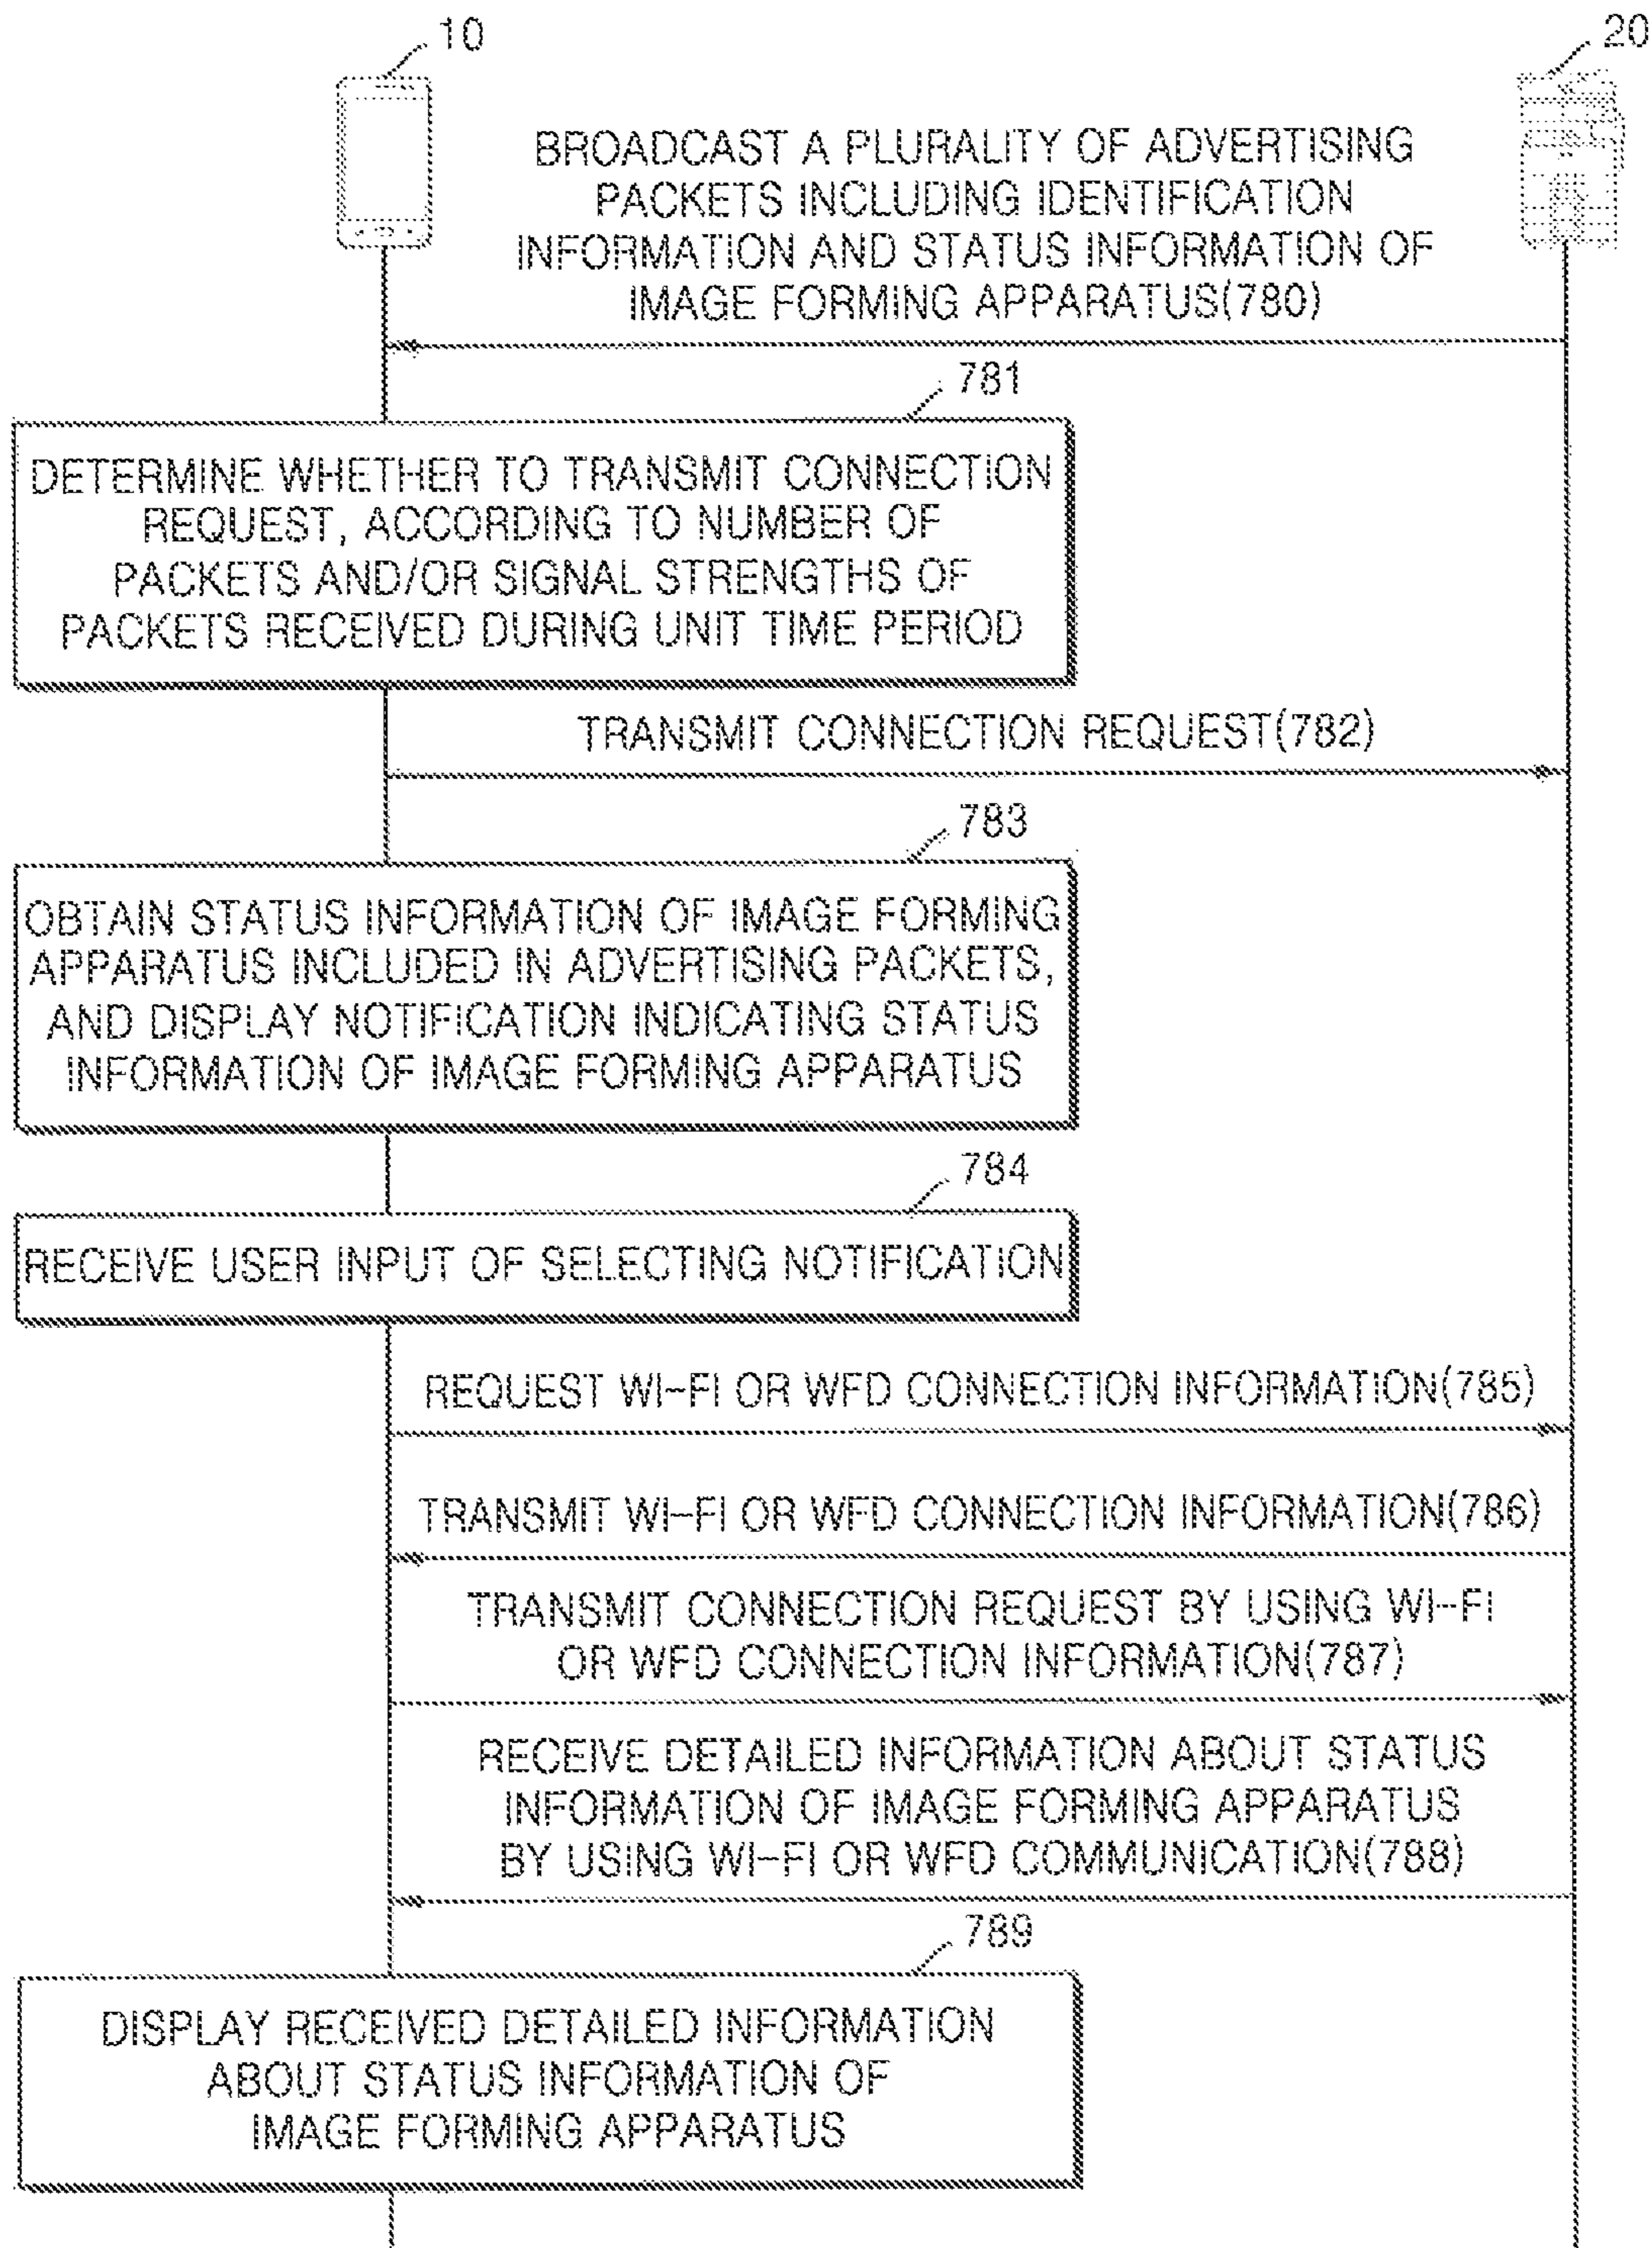 10
20
BROADCAST A PLURALITY OF ADVERTISING
PACKETS INCLUDING IDENTIFICATION
INFORMATION AND STATUS INFORMATION OF
IMAGE FORMING APPARATUS(780)
781
DETERMINE WHETHER TO TRANSMIT CONNECTION
REQUEST, ACCORDING TO NUMBER OF
PACKETS AND/OR SIGNAL STRENGTHS OF
PACKETS RECEIVED DURING UNIT TIME PERIOD
TRANSMIT CONNECTION REQUEST(782)
783
OBTAIN STATUS INFORMATION OF IMAGE FORMING
APPARATUS INCLUDED IN ADVERTISING PACKETS,
AND DISPLAY NOTIFICATION INDICATING STATUS
INFORMATION OF IMAGE FORMING APPARATUS
784
RECEIVE USER INPUT OF SELECTING NOTIFICATION
REQUEST WI-FI OR WFD CONNECTION INFORMATION(785)
TRANSMIT WI-FI OR WFD CONNECTION INFORMATION(786)
TRANSMIT CONNECTION REQUEST BY USING WI-FI
OR WFD CONNECTION INFORMATION(787)
RECEIVE DETAILED INFORMATION ABOUT STATUS
INFORMATION OF IMAGE FORMING APPARATUS
BY USING WI-FI OR WFD COMMUNICATION(788)
789
DISPLAY RECEIVED DETAILED INFORMATION
ABOUT STATUS INFORMATION OF
IMAGE FORMING APPARATUS